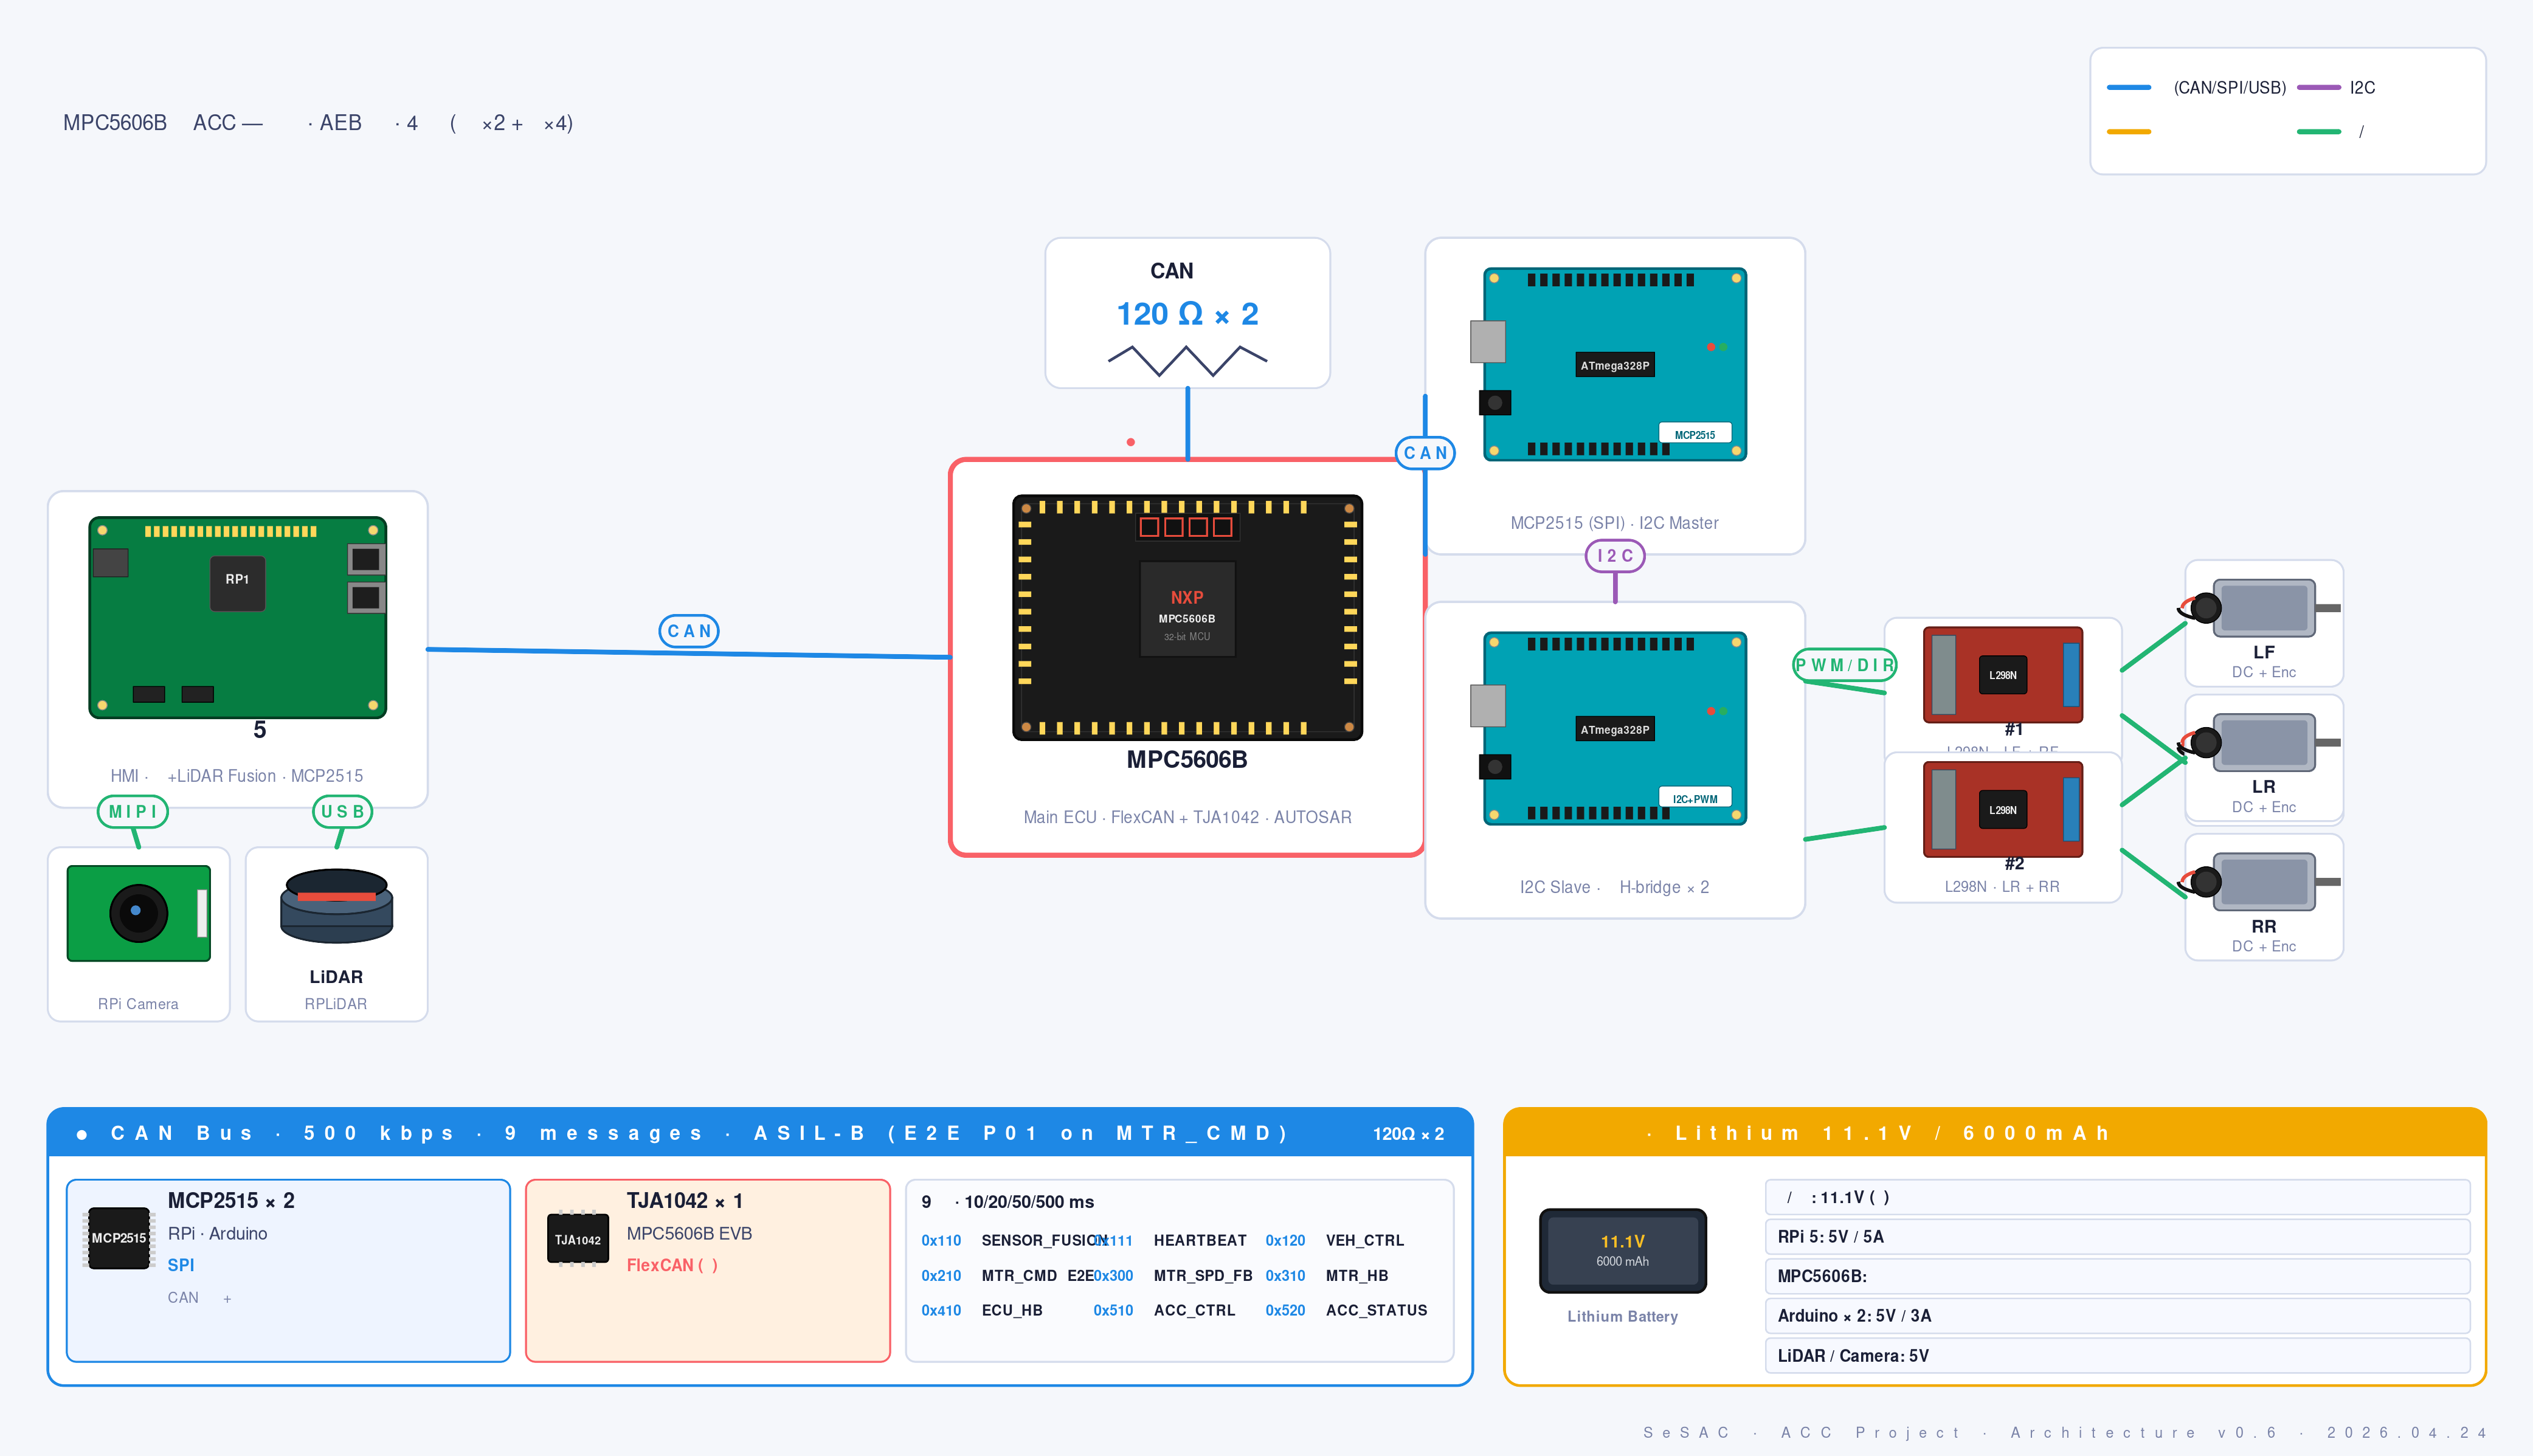 MPC5606B ACC — · AEB · 4 ( ×2 + ×4)
(CAN/SPI/USB) I2C
/
CAN
120 Ω × 2
ATmega328P
MCP2515
MCP2515 (SPI) · I2C Master
CAN
I2C
RP1
5
HMI · +LiDAR Fusion · MCP2515
CAN
NXP
MPC5606B
32-bit MCU
MPC5606B
Main ECU · FlexCAN + TJA1042 · AUTOSAR
ATmega328P
I2C+PWM
I2C Slave · H-bridge × 2
PWM/DIR
L298N
#1
L298N · LF + RF
L298N
#2
L298N · LR + RR
LF
DC + Enc
LR
DC + Enc
RR
DC + Enc
MIPI
USB
RPi Camera
LiDAR
RPLiDAR
● CAN Bus · 500 kbps · 9 messages · ASIL-B (E2E P01 on MTR_CMD) 120Ω × 2
MCP2515
MCP2515 × 2
RPi · Arduino
SPI
CAN +
TJA1042
TJA1042 × 1
MPC5606B EVB
FlexCAN ( )
9 · 10/20/50/500 ms
0x110 SENSOR_FUSION 0x111 HEARTBEAT 0x120 VEH_CTRL
0x210 MTR_CMD E2E 0x300 MTR_SPD_FB 0x310 MTR_HB
0x410 ECU_HB 0x510 ACC_CTRL 0x520 ACC_STATUS
· Lithium 11.1V / 6000mAh
11.1V
6000 mAh
Lithium Battery
/ : 11.1V ( )
RPi 5: 5V / 5A
MPC5606B:
Arduino × 2: 5V / 3A
LiDAR / Camera: 5V
SeSAC · ACC Project · Architecture v0.6 · 2026.04.24